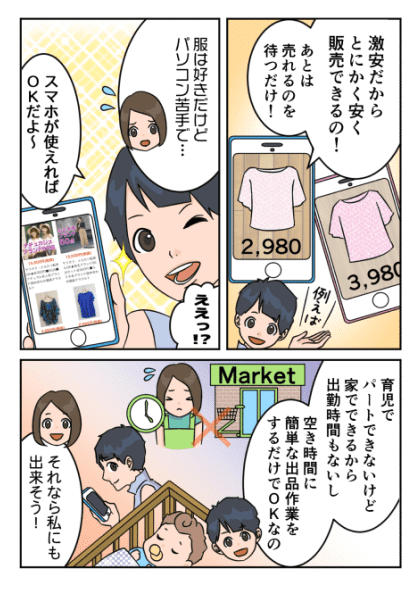 激安だから
とにかく安く
販売できるの！
あとは
売れるのを
待つだけ！
2,980
3,980
例えば
服は好きだけど
パソコン苦手で…
スマホが使えれば
OKだよ～
ええっ!?
育児で
パートできないけど
家でできるから
出勤時間もないし
空き時間に
簡単な出品作業を
するだけでOKなの
Market
それなら私にも
出来そう！